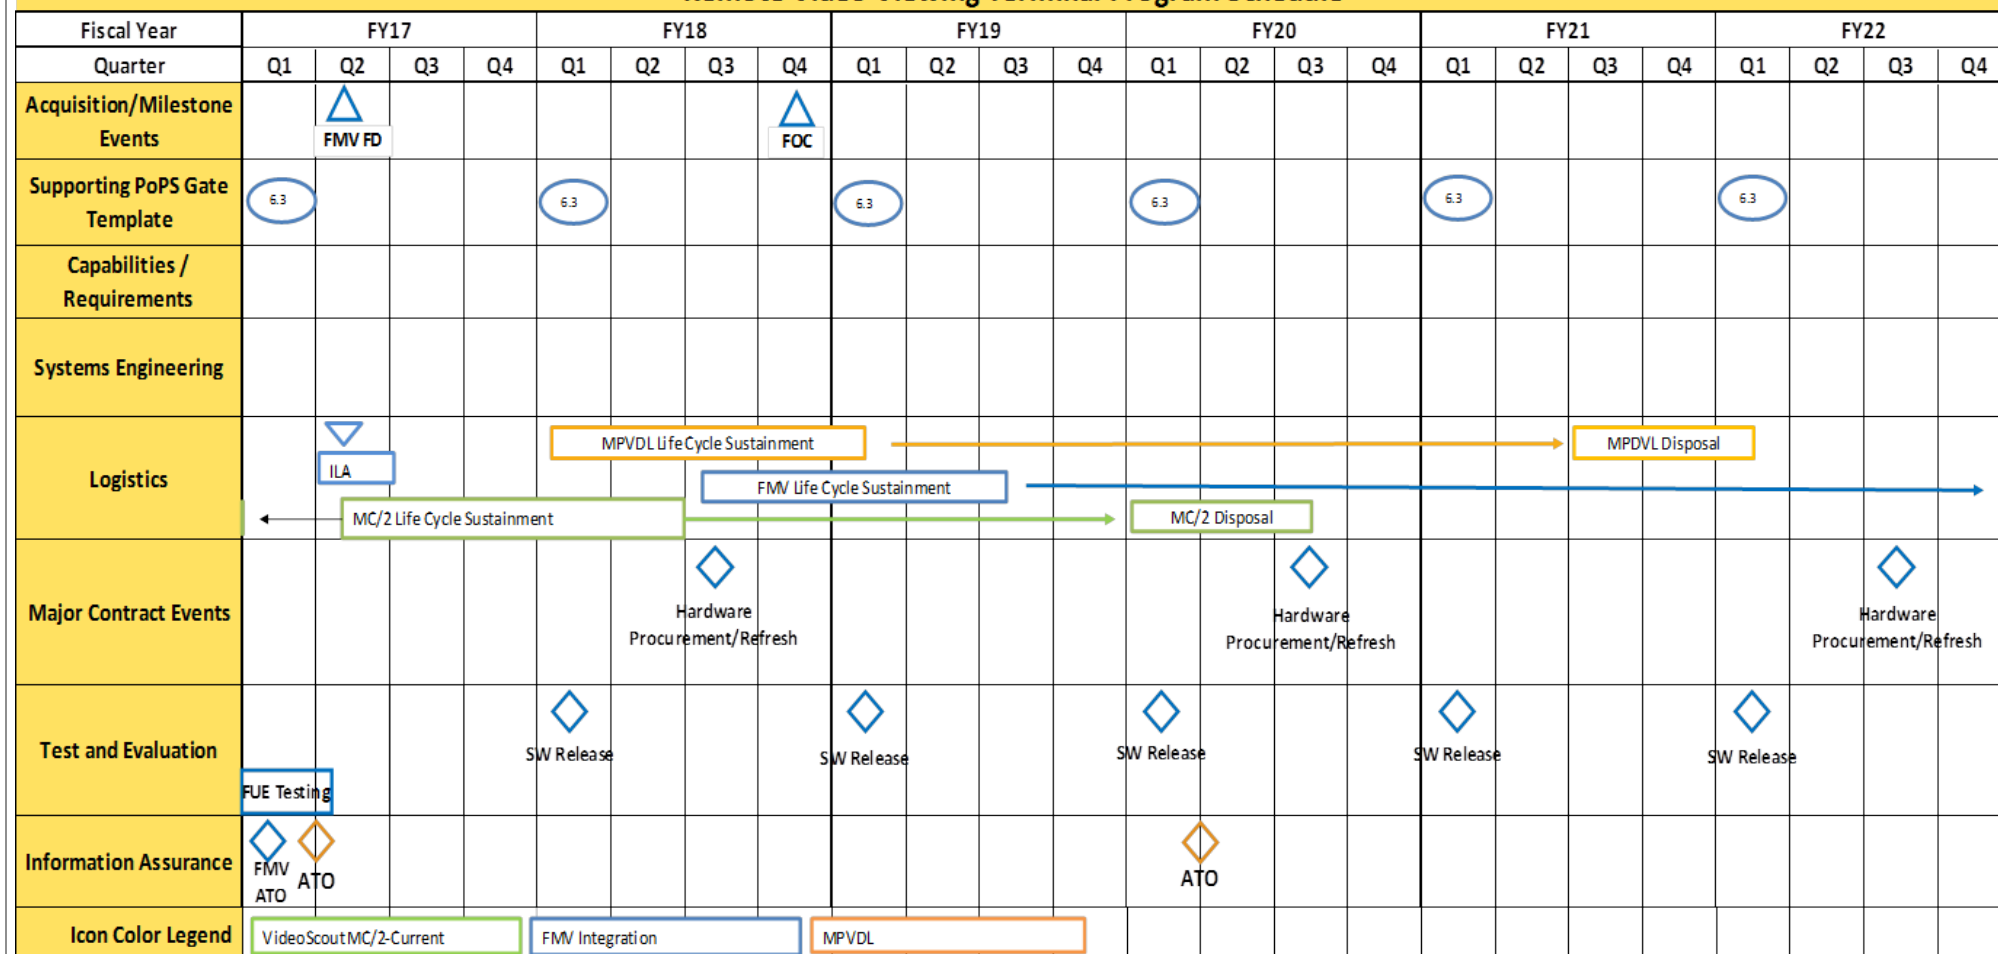 Remote Video Viewing Terminal Program Schedule
Fiscal Year FY17 FY18 FY19 FY20 FY21 FY22
Quarter Q1 Q2 Q3 Q4 Q1 Q2 Q3 Q4 Q1 Q2 Q3 Q4 Q1 Q2 Q3 Q4 Q1 Q2 Q3 Q4 Q1 Q2 Q3 Q4
Acquisition/Milestone
Events
FMV FD
FOC
Supporting PoPS Gate
Template
6.3 6.3 6.3 6.3 6.3 6.3
Capabilities /
Requirements
Systems Engineering
Logistics
MPVDL Life Cycle Sustainment
MPDVL Disposal
ILA
FMV Life Cycle Sustainment
MC/2 Life Cycle Sustainment
MC/2 Disposal
Major Contract Events
Hardware
Procurement/Refresh
Hardware
Procurement/Refresh
Hardware
Procurement/Refresh
Test and Evaluation
SW Release SW Release SW Release SW Release SW Release
FUE Testing
Information Assurance
FMV
ATO
ATO
ATO
Icon Color Legend
VideoScout MC/2-Current
FMV Integration
MPVDL